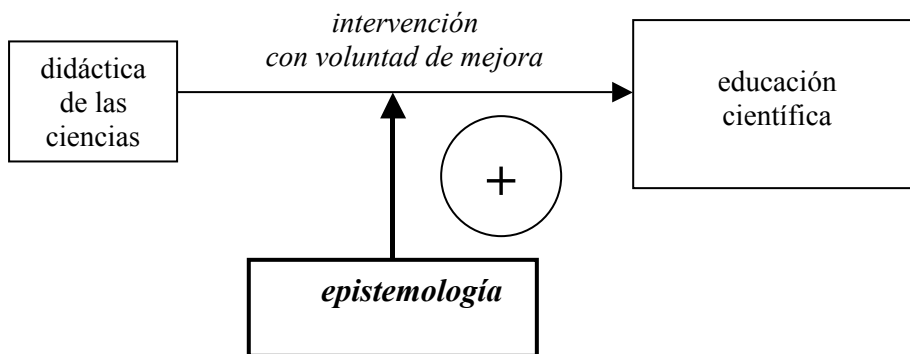 intervención
con voluntad de mejora
didáctica
de las
ciencias
educación
científica
+
epistemología